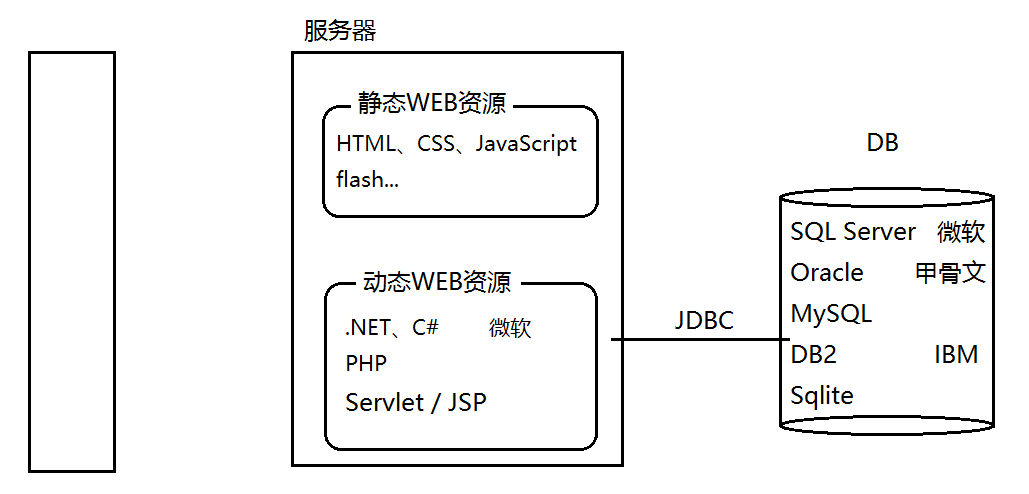 服务器
静态WEB资源
HTML、CSS、JavaScript
flash...
动态WEB资源
.NET、C# 微软
PHP
Servlet / JSP
JDBC
DB
SQL Server 微软
Oracle 甲骨文
MySQL
DB2 IBM
Sqlite